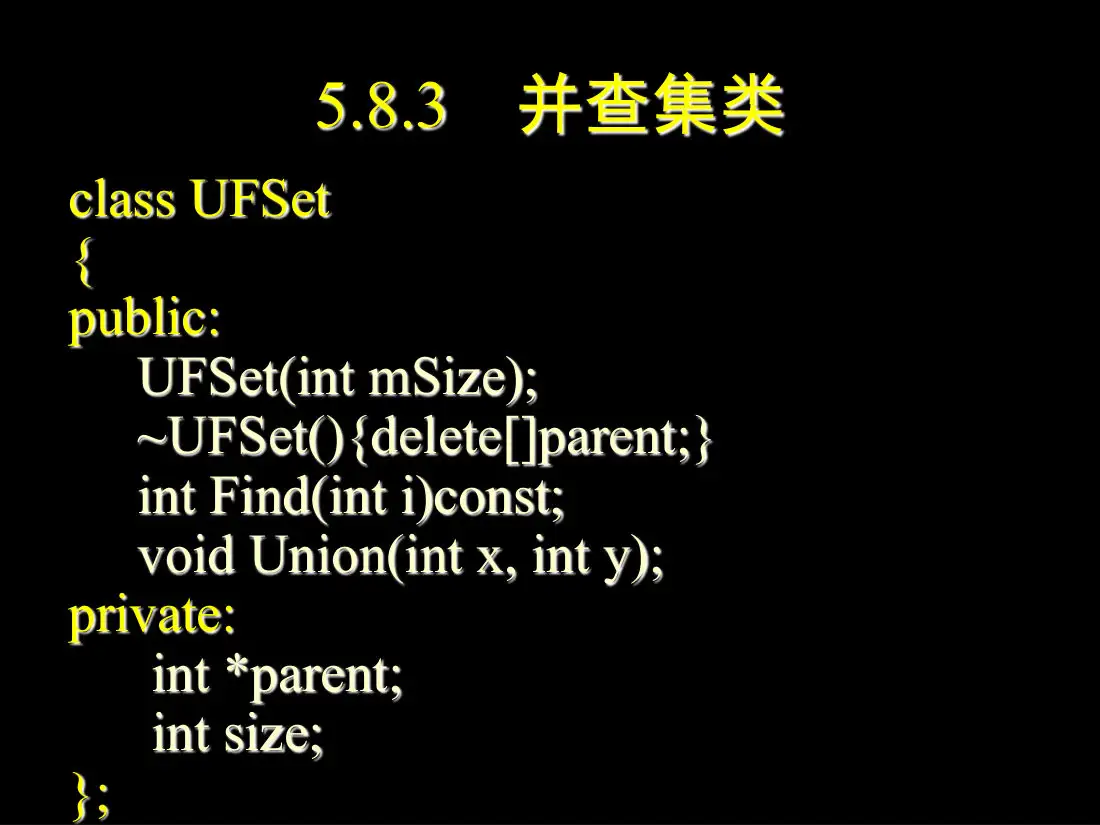 5.8.3 并查集类
class UFSet
{
public:
UFSet(int mSize);
~UFSet(){delete[]parent;}
int Find(int i)const;
void Union(int x, int y);
private:
int *parent;
int size;
};